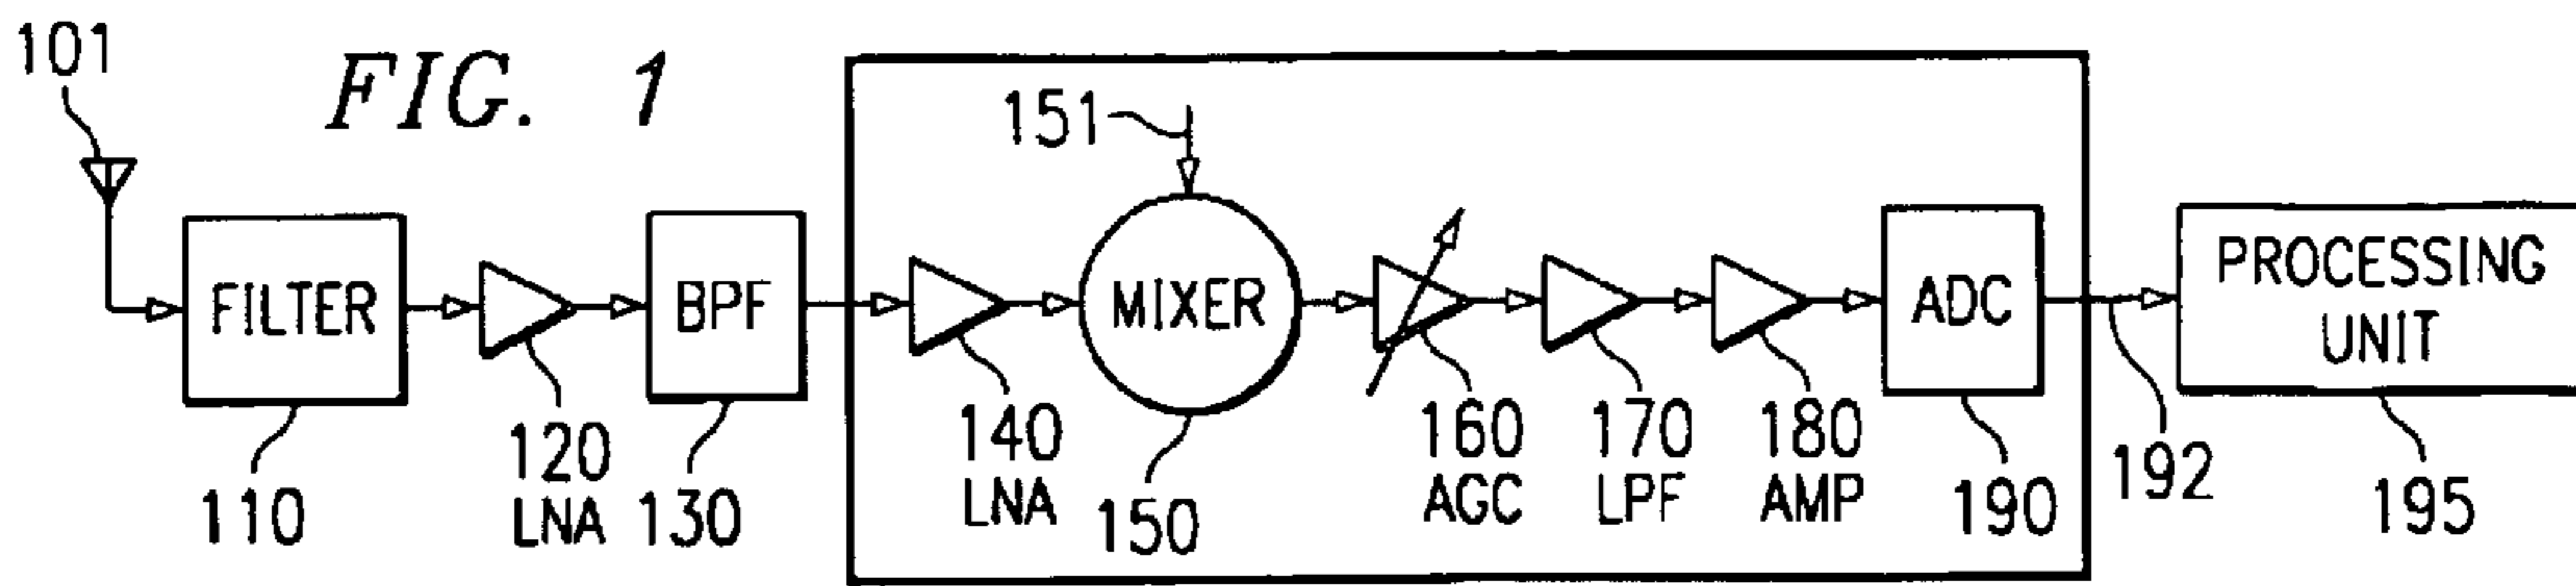 101
FIG. 1
151
FILTER
BPF
MIXER
ADC
PROCESSING
UNIT
110
120
LNA
130
140
LNA
150
160
AGC
170
LPF
180
AMP
190
192
195